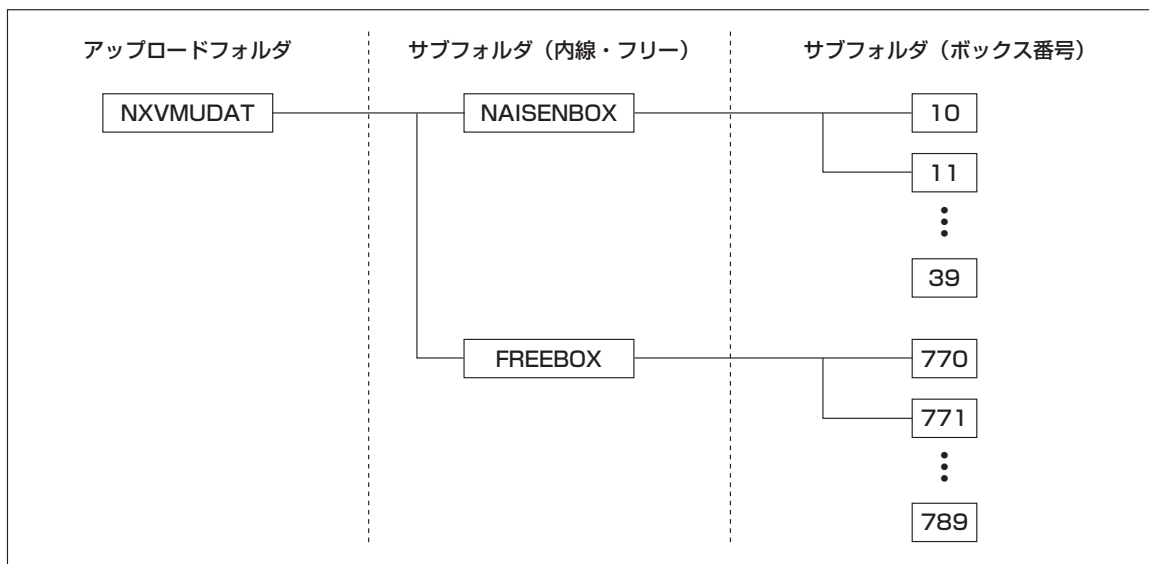 アップロードフォルダ
サブフォルダ（内線・フリー）
サブフォルダ（ボックス番号）
NXVMUDAT
NAISENBOX
10
11
39
FREEBOX
770
771
789